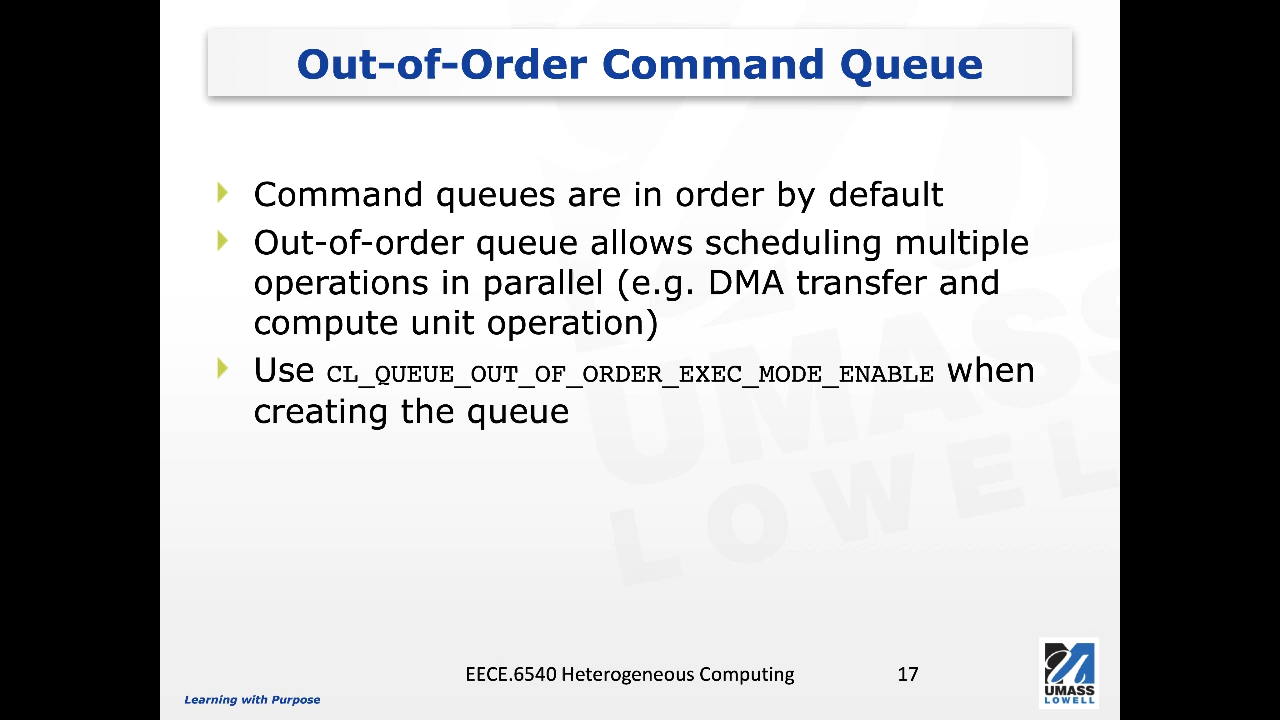 Out-of-Order Command Queue
Command queues are in order by default
Out-of-order queue allows scheduling multiple
operations in parallel (e.g. DMA transfer and
compute unit operation)
Use CL_QUEUE_OUT_OF_ORDER_EXEC_MODE_ENABLE when
creating the queue
UMASS
LOWELL
EECE.6540 Heterogeneous Computing
17
Learning with Purpose
UMASS
LOWELL